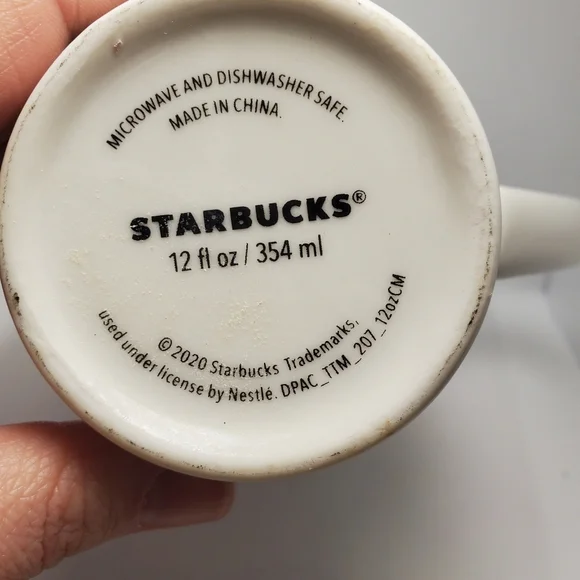 MICROWAVE AND DISHWASHER SAFE.
MADE IN CHINA.
STARBUCKS®
12 fl oz / 354 ml
© 2020 Starbucks Trademarks,
used under license by Nestlé. DPAC_TTM_207_12ozCM